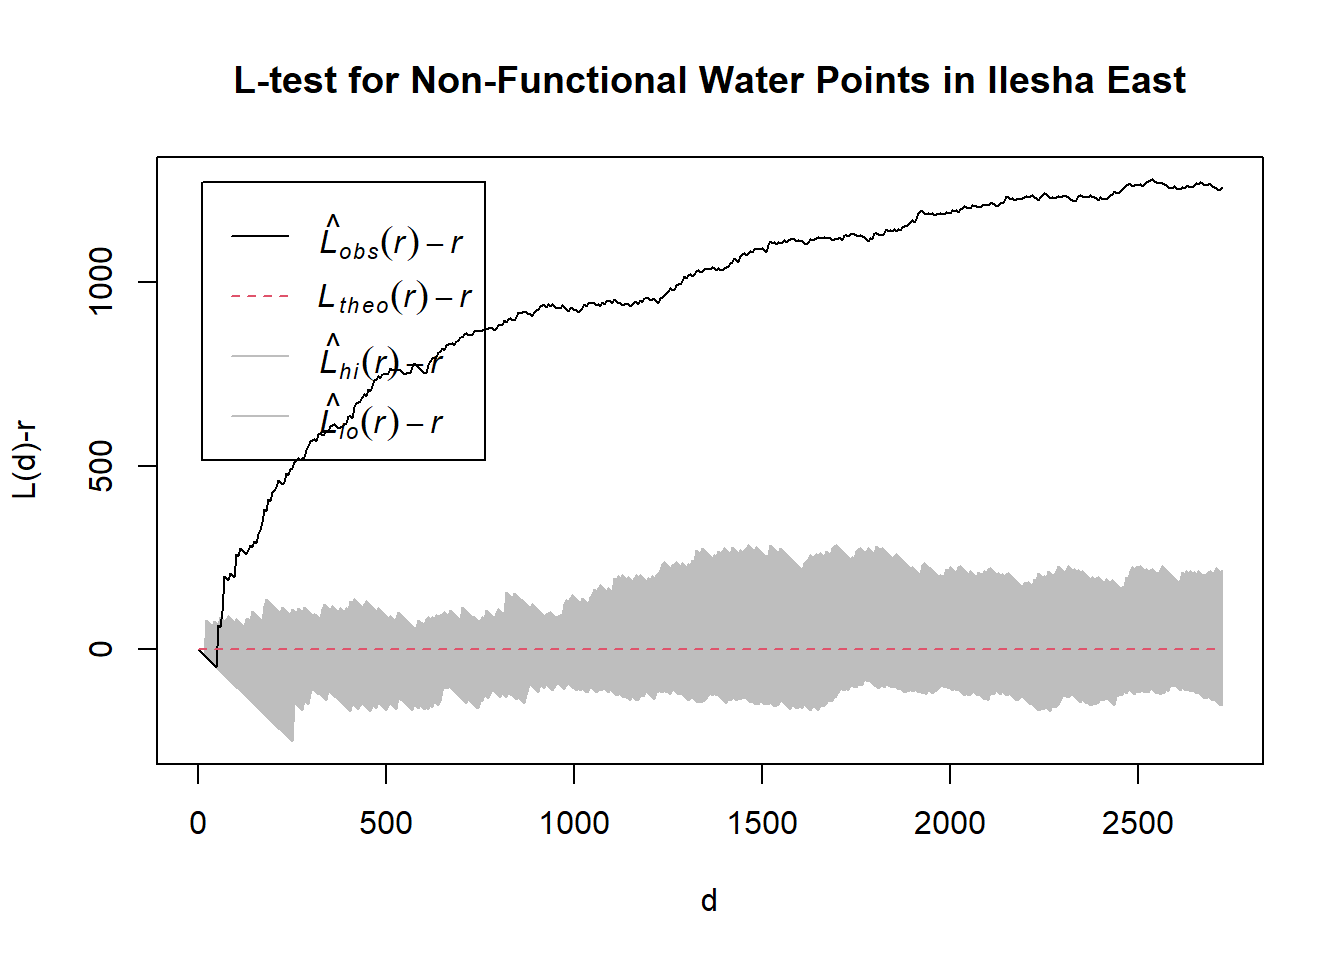 L-test for Non-Functional Water Points in Ilesha East
L̂obs(r) – r
Ltheo(r) – r
L̂hi(r) – r
L̂lo(r) – r
L(d)-r
1000
500
0
0 500 1000 1500 2000 2500
d